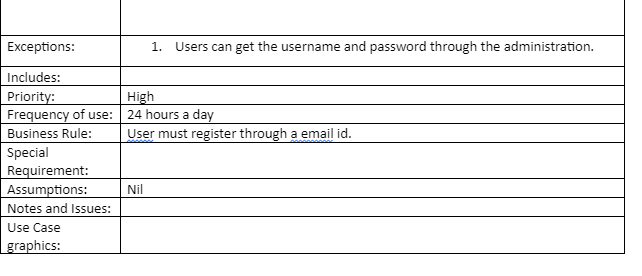 Exceptions: 1. Users can get the username and password through the administration.
Includes:
Priority: High
Frequency of use: 24 hours a day
Business Rule: User must register through a email id.
Special
Requirement:
Assumptions: Nil
Notes and Issues:
Use Case
graphics: